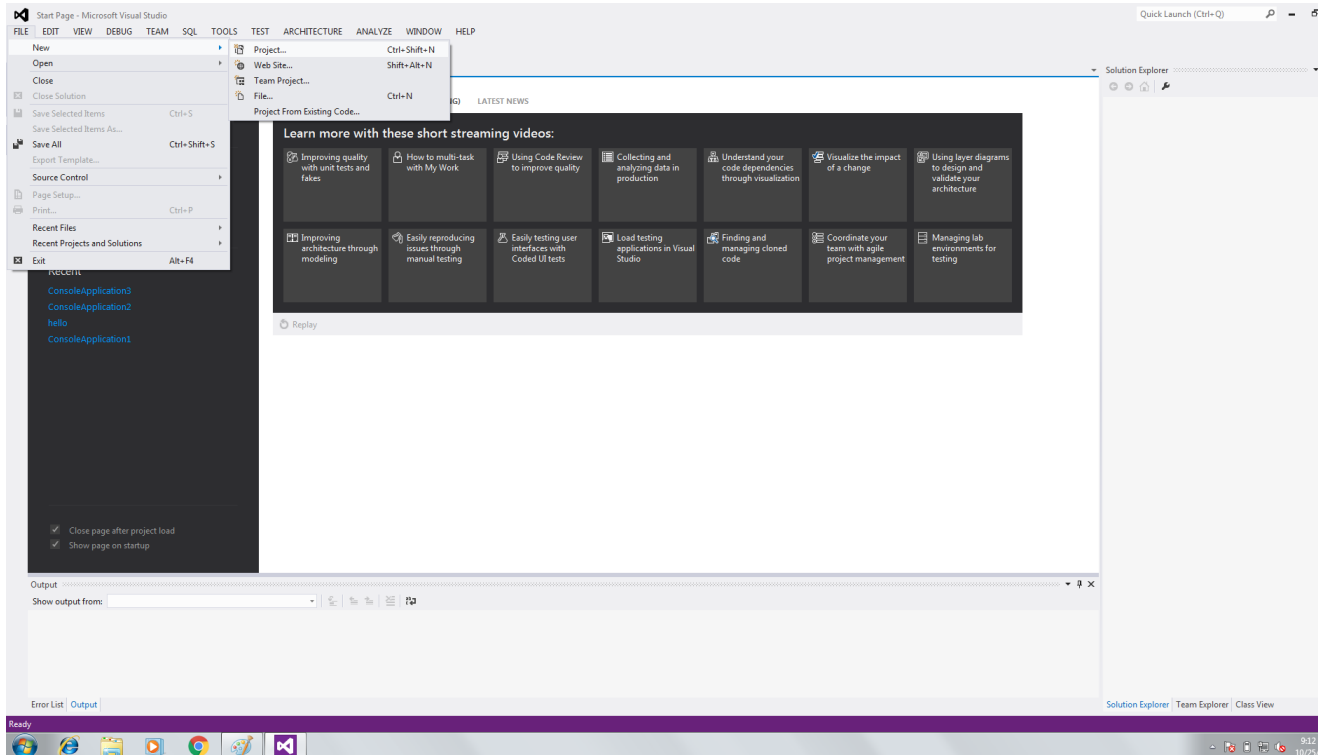 Start Page - Microsoft Visual Studio
Quick Launch (Ctrl+Q)
FILE EDIT VIEW DEBUG TEAM SQL TOOLS TEST ARCHITECTURE ANALYZE WINDOW HELP
New
Open
Close
Close Solution
Save Selected Items Ctrl+S
Save Selected Items As...
Save All Ctrl+Shift+S
Export Template...
Source Control
Page Setup...
Print... Ctrl+P
Recent Files
Recent Projects and Solutions
Exit Alt+F4
Project... Ctrl+Shift+N
Web Site... Shift+Alt+N
Team Project...
File... Ctrl+N
Project From Existing Code...
Solution Explorer
LATEST NEWS
Learn more with these short streaming videos:
Improving quality
with unit tests and
fakes
How to multi-task
with My Work
Using Code Review
to improve quality
Collecting and
analyzing data in
production
Understand your
code dependencies
through visualization
Visualize the impact
of a change
Using layer diagrams
to design and
validate your
architecture
Improving
architecture through
modeling
Easily reproducing
issues through
manual testing
Easily testing user
interfaces with
Coded UI tests
Load testing
applications in Visual
Studio
Finding and
managing cloned
code
Coordinate your
team with agile
project management
Managing lab
environments for
testing
Replay
Recent
ConsoleApplication3
ConsoleApplication2
hello
ConsoleApplication1
Close page after project load
Show page on startup
Output
Show output from:
Error List Output
Solution Explorer Team Explorer Class View
Ready
9:12
10/25